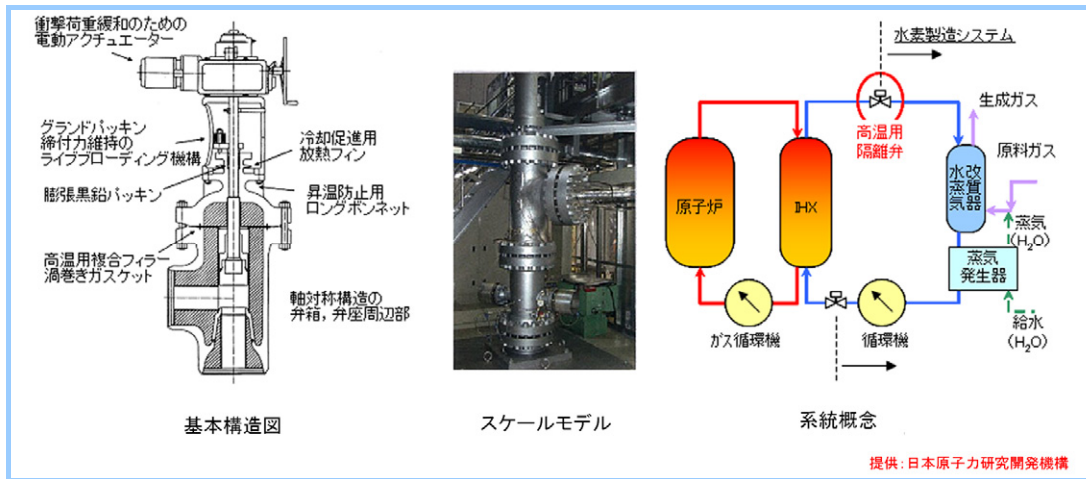 衝撃荷重緩和のための
電動アクチュエーター
グランドパッキン
締付力維持の
ライブブローディング機構
膨張黒鉛パッキン
高温用複合フィラー
渦巻きガスケット
冷却促進用
放熱フィン
昇温防止用
ロングボンネット
軸対称構造の
弁箱，弁座周辺部
基本構造図
スケールモデル
水素製造システム
高温用
隔離弁
原子炉
IHX
生成ガス
原料ガス
水蒸気
改質器
蒸気
(H₂O)
蒸気
発生器
給水
(H₂O)
ガス循環機
循環機
系統概念
提供：日本原子力研究開発機構